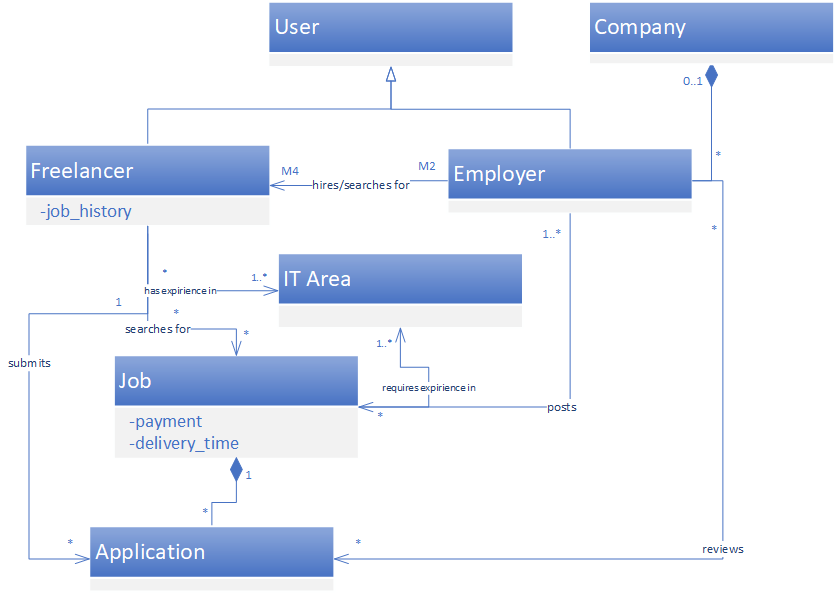 User
Company
0..1
*
Freelancer
-job_history
M4
hires/searches for
M2
Employer
*
1..*
*
has expirience in
1..*
IT Area
1
*
searches for
*
submits
1..*
requires expirience in
*
posts
Job
-payment
-delivery_time
1
*
*
Application
*
reviews